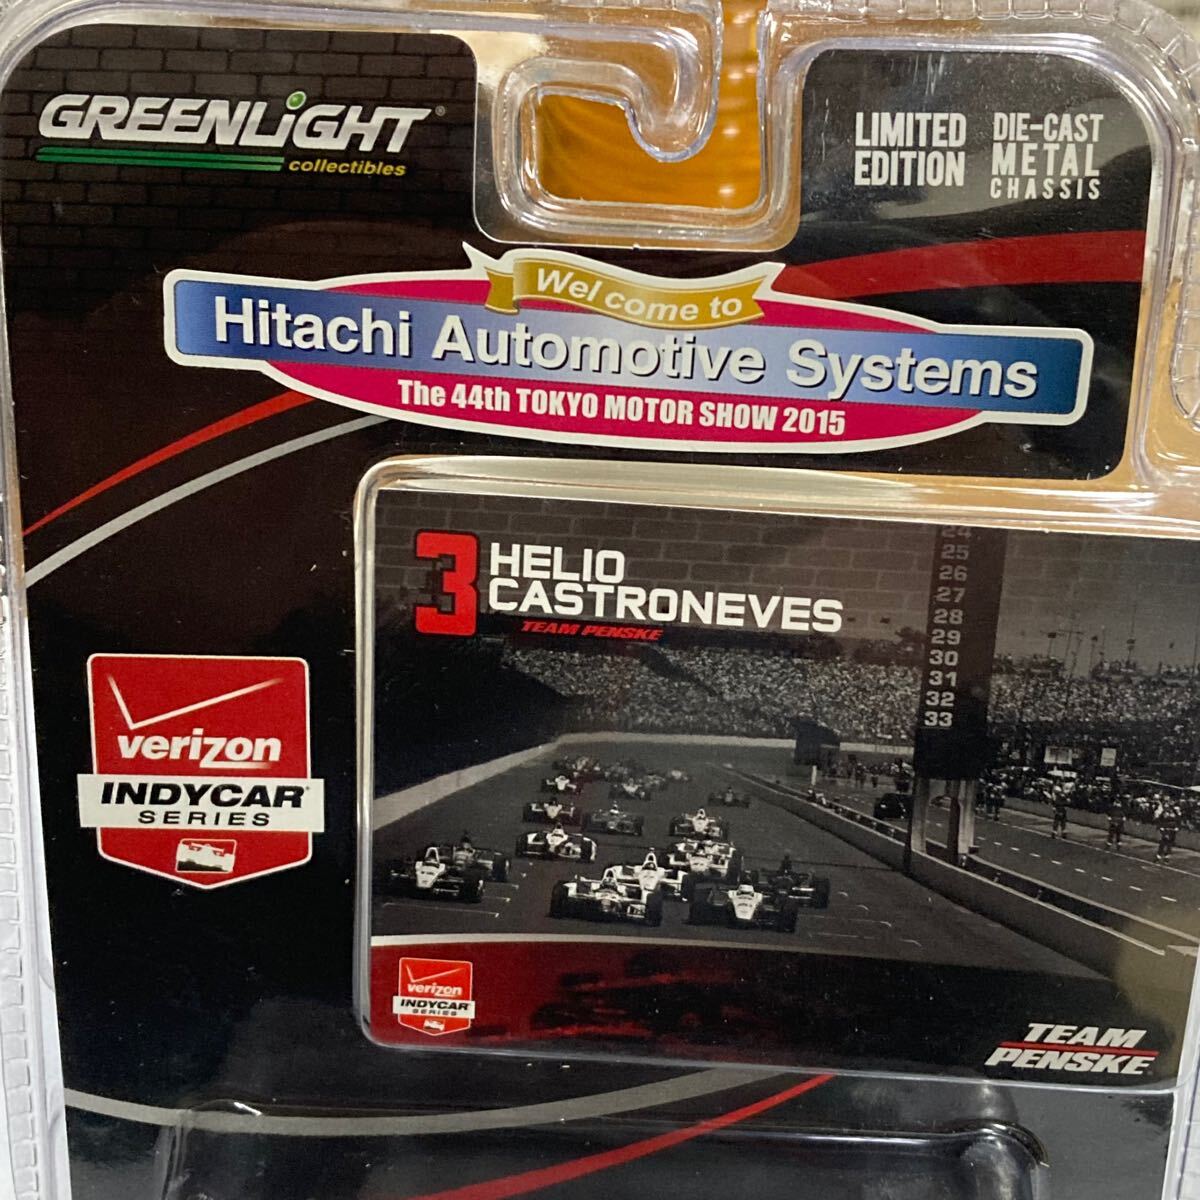 GREENLiGHT®
collectibles
LIMITED
EDITION
DIE-CAST
METAL
CHASSIS
Welcome to
Hitachi Automotive Systems
The 44th TOKYO MOTOR SHOW 2015
3
HELIO
CASTRONEVES
TEAM PENSKE
24
25
26
27
28
29
30
31
32
33
verizon
INDYCAR
SERIES
verizon
INDYCAR
SERIES
TEAM
PENSKE